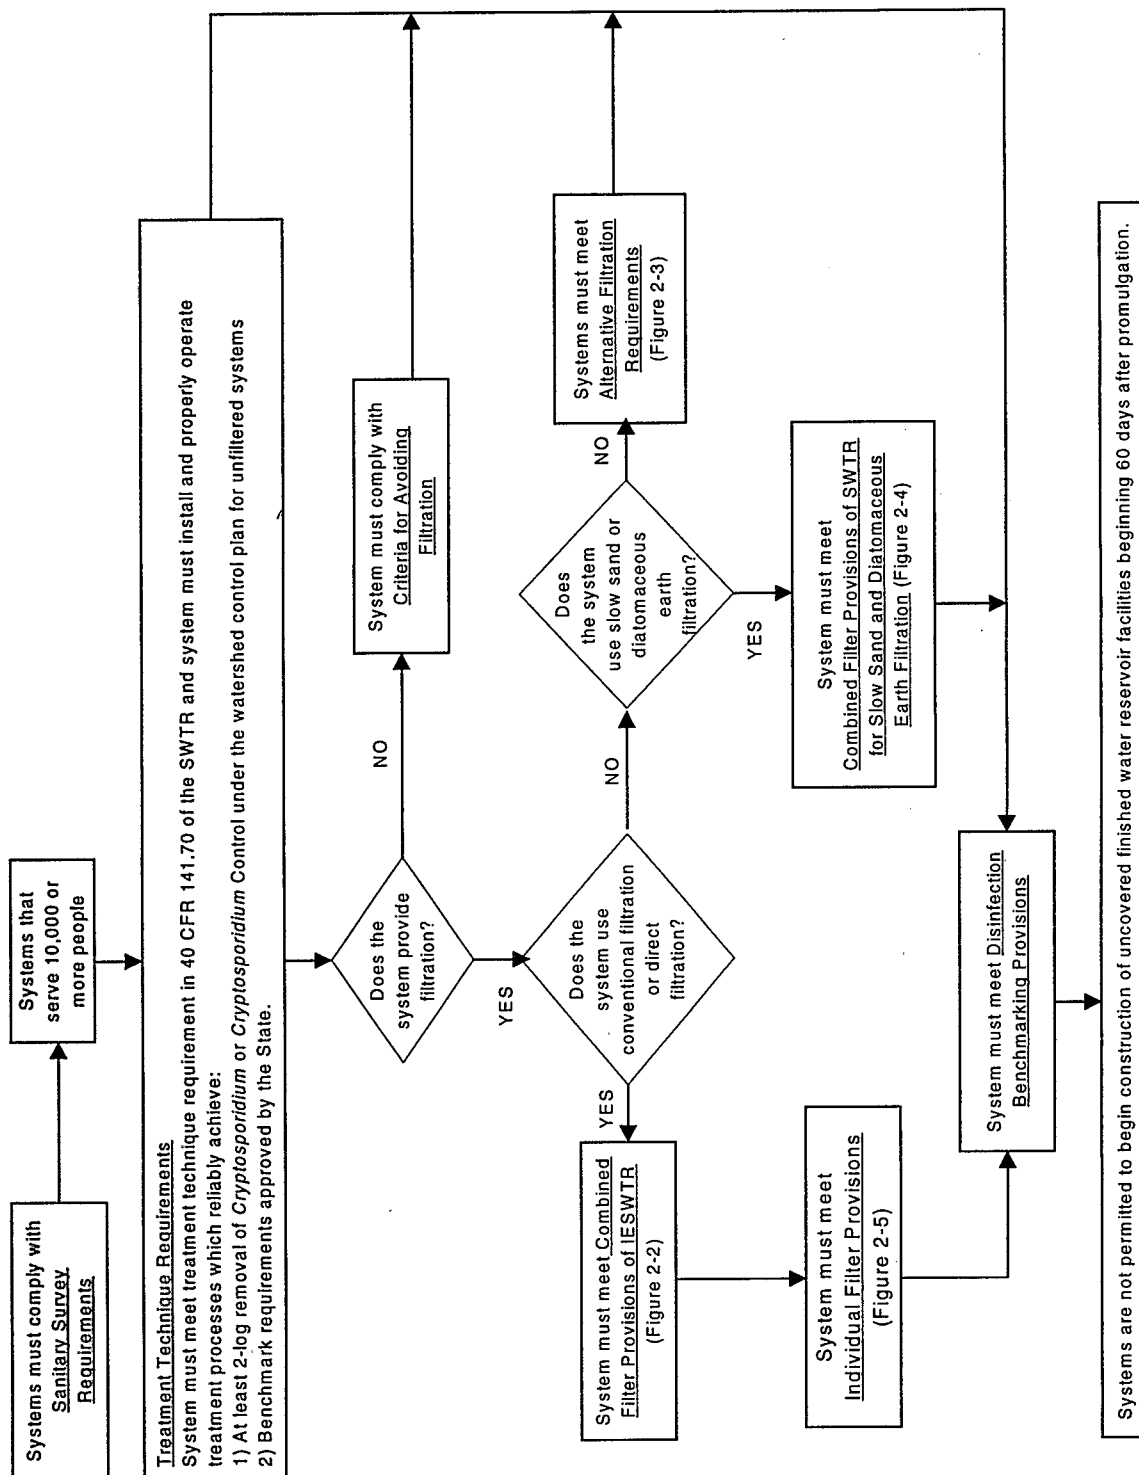 Systems must comply with
Sanitary Survey
Requirements
Systems that
serve 10,000 or
more people
Treatment Technique Requirements
System must meet treatment technique requirement in 40 CFR 141.70 of the SWTR and system must install and properly operate
treatment processes which reliably achieve:
1) At least 2-log removal of Cryptosporidium or Cryptosporidium Control under the watershed control plan for unfiltered systems
2) Benchmark requirements approved by the State.
Does the
system provide
filtration?
NO
System must comply with
Criteria for Avoiding
Filtration
YES
Does the
system use
conventional filtration
or direct
filtration?
NO
Does
the system
use slow sand or
diatomaceous
earth
filtration?
NO
Systems must meet
Alternative Filtration
Requirements
(Figure 2-3)
YES
YES
System must meet Combined
Filter Provisions of IESWTR
(Figure 2-2)
System must meet
Combined Filter Provisions of SWTR
for Slow Sand and Diatomaceous
Earth Filtration (Figure 2-4)
System must meet
Individual Filter Provisions
(Figure 2-5)
System must meet Disinfection
Benchmarking Provisions
Systems are not permitted to begin construction of uncovered finished water reservoir facilities beginning 60 days after promulgation.